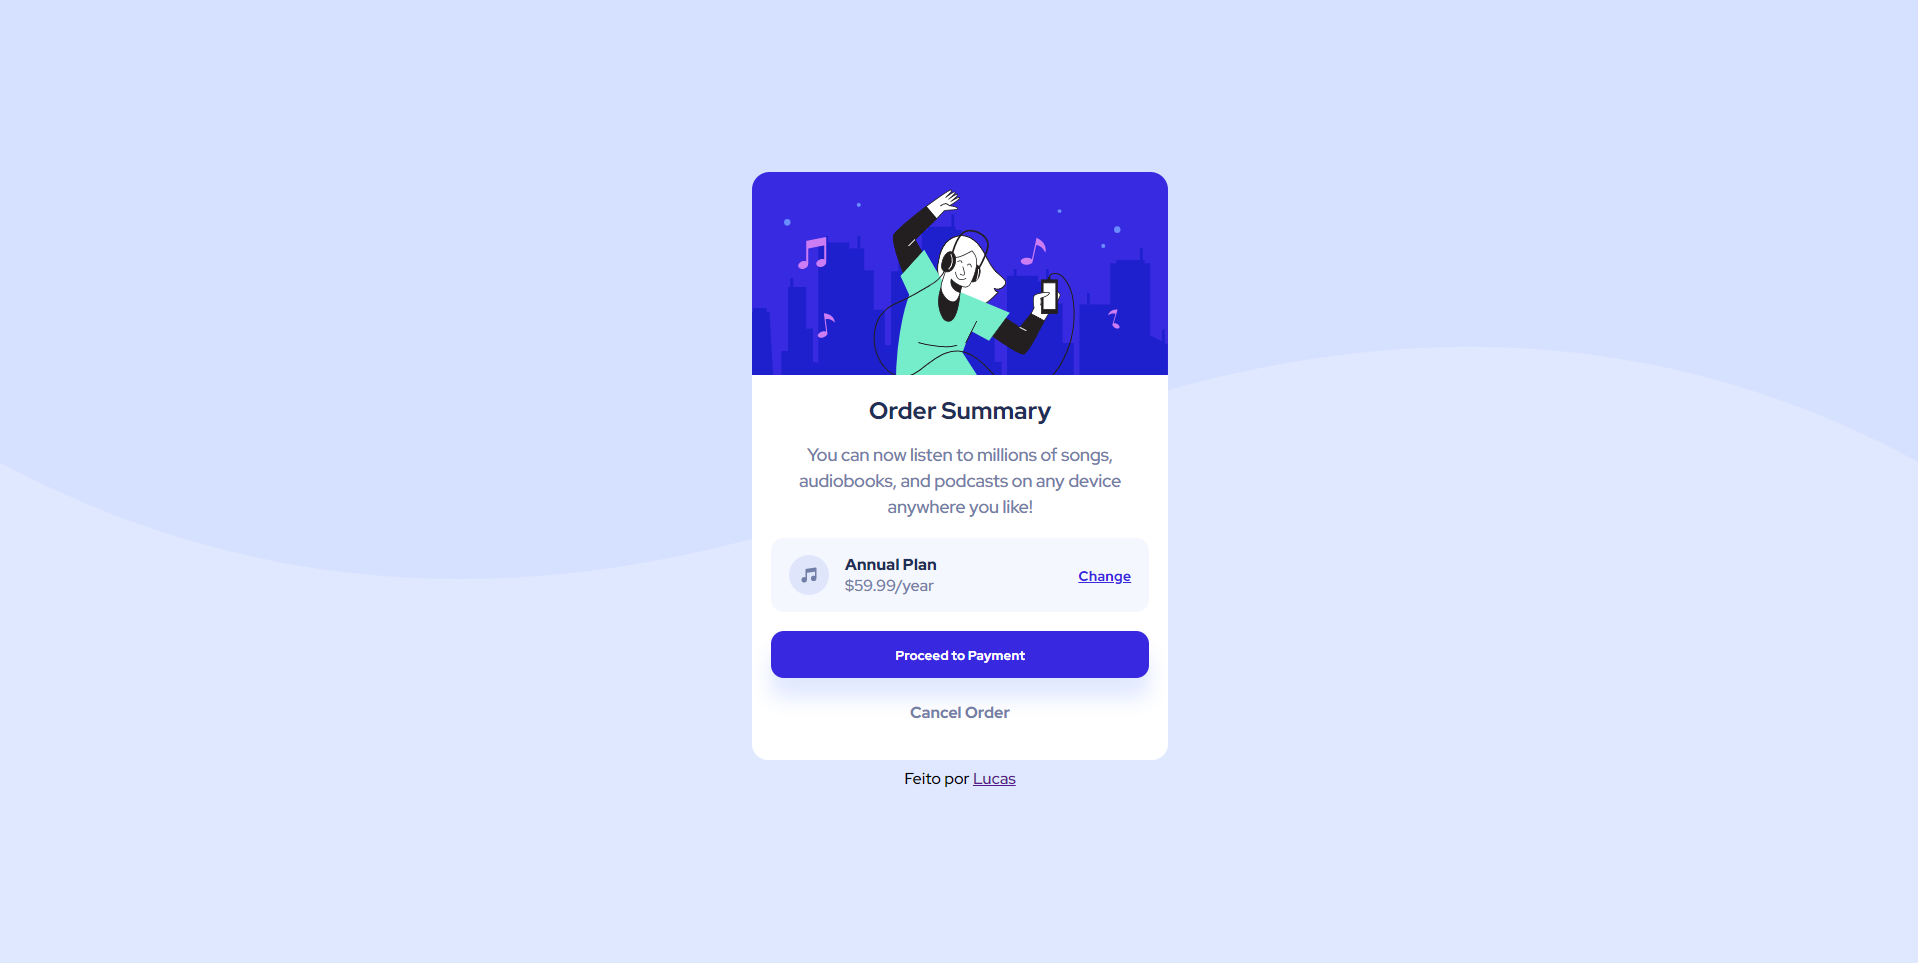 Order Summary
You can now listen to millions of songs,
audiobooks, and podcasts on any device
anywhere you like!
Annual Plan
$59.99/year
Change
Proceed to Payment
Cancel Order
Feito por Lucas